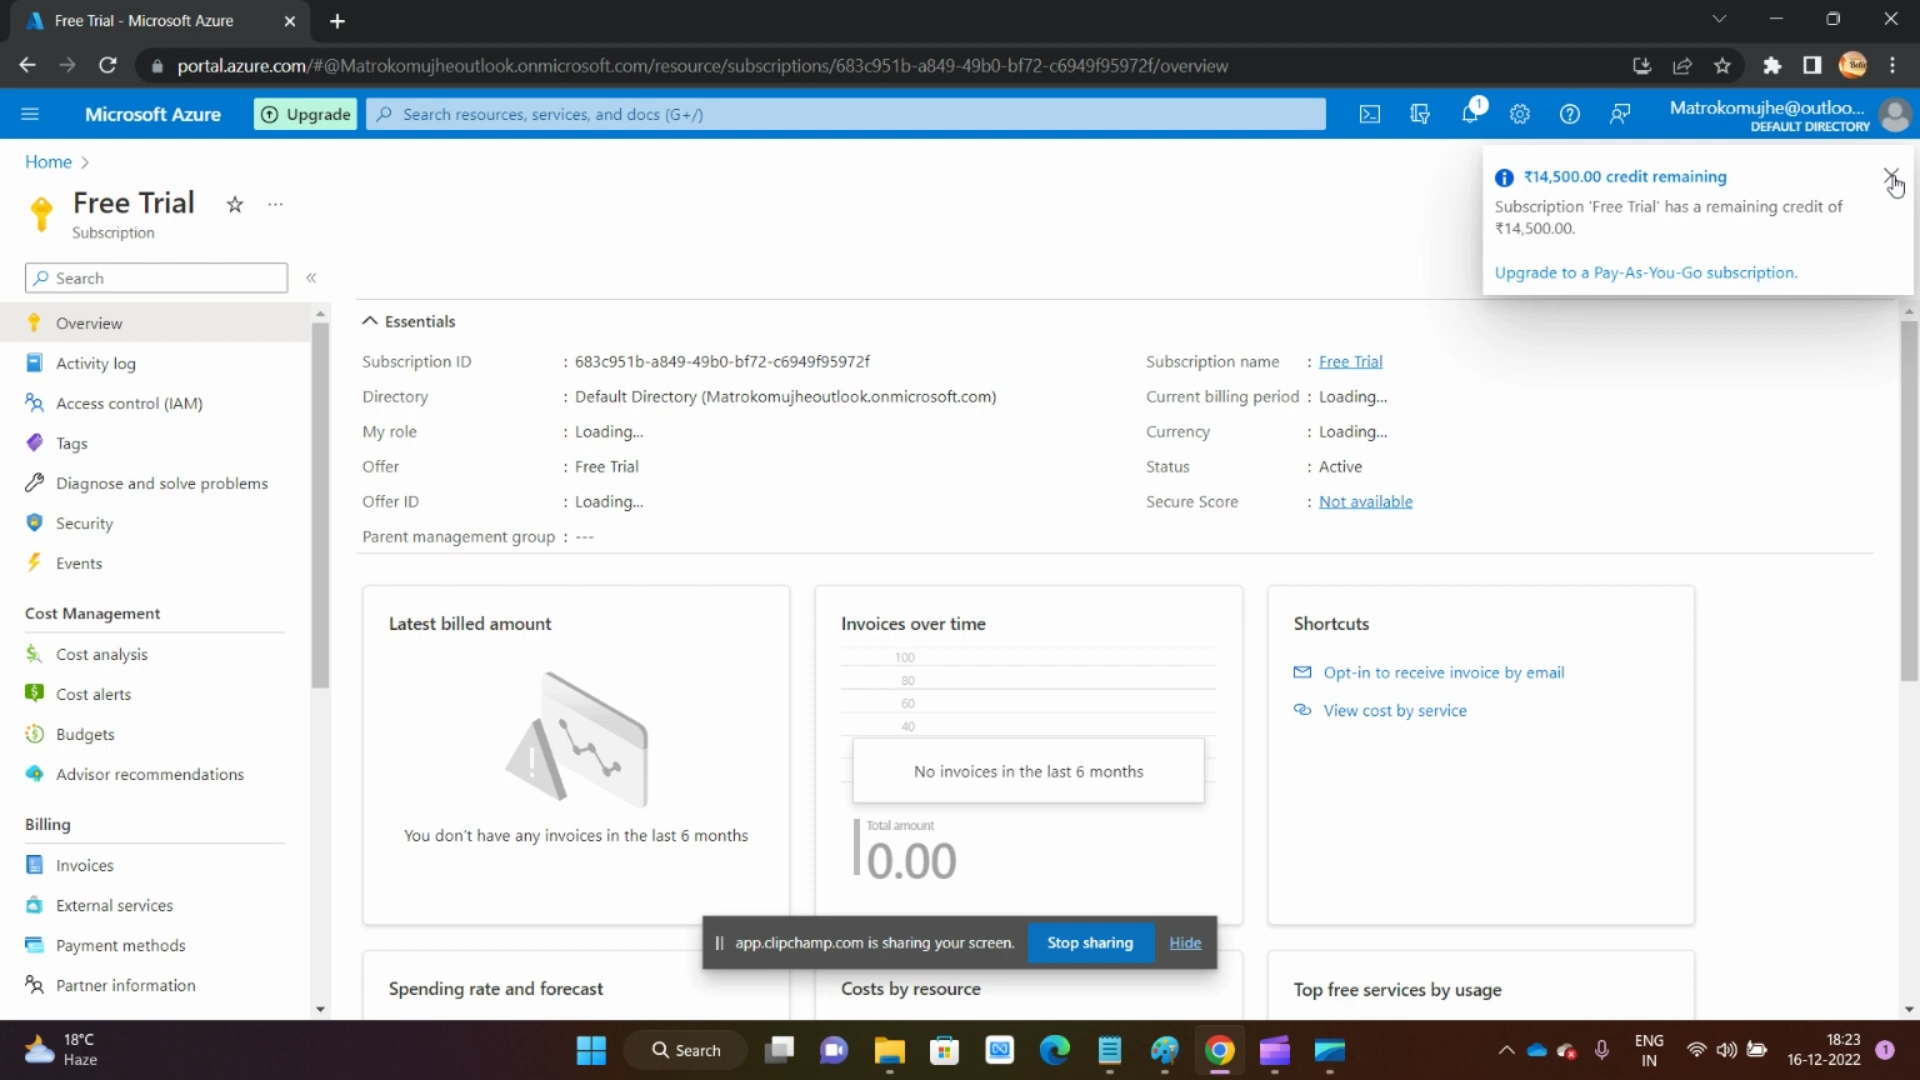 Free Trial - Microsoft Azure
portal.azure.com/#@Matrokomujheoutlook.onmicrosoft.com/resource/subscriptions/683c951b-a849-49b0-bf72-c6949f95972f/overview
Microsoft Azure
Upgrade
Search resources, services, and docs (G+/)
1
Matrokomujhe@outloo...
DEFAULT DIRECTORY
Home >
Free Trial
Subscription
₹14,500.00 credit remaining
Subscription 'Free Trial' has a remaining credit of
₹14,500.00.
Upgrade to a Pay-As-You-Go subscription.
Search
Overview
Activity log
Access control (IAM)
Tags
Diagnose and solve problems
Security
Events
Cost Management
Cost analysis
Cost alerts
Budgets
Advisor recommendations
Billing
Invoices
External services
Payment methods
Partner information
Essentials
Subscription ID : 683c951b-a849-49b0-bf72-c6949f95972f
Directory : Default Directory (Matrokomujheoutlook.onmicrosoft.com)
My role : Loading...
Offer : Free Trial
Offer ID : Loading...
Parent management group : ---
Subscription name : Free Trial
Current billing period : Loading...
Currency : Loading...
Status : Active
Secure Score : Not available
Latest billed amount
You don't have any invoices in the last 6 months
Invoices over time
100
80
60
40
No invoices in the last 6 months
Total amount
0.00
Shortcuts
Opt-in to receive invoice by email
View cost by service
app.clipchamp.com is sharing your screen.
Stop sharing
Hide
Spending rate and forecast
Costs by resource
Top free services by usage
18°C
Haze
Search
ENG
IN
18:23
16-12-2022
1